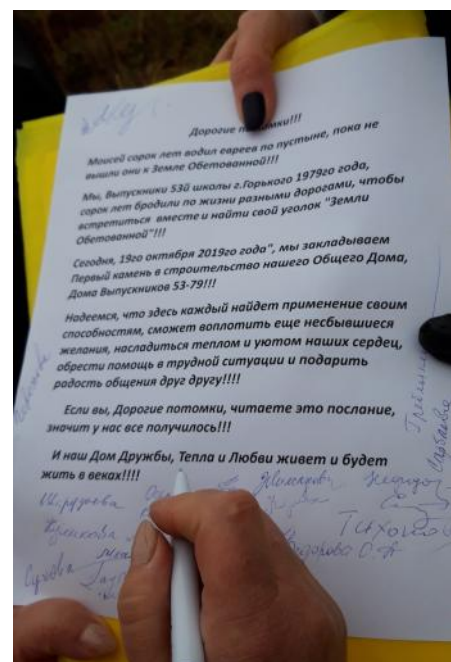 Дорогие потомки!!!
Моисей сорок лет водил евреев по пустыне, пока не
вышли они к Земле Обетованной!!!
Мы, Выпускники 53й школы г.Горького 1979го года,
сорок лет бродили по жизни разными дорогами, чтобы
встретиться вместе и найти свой уголок "Земли
Обетованной"!!!
Сегодня, 19го октября 2019го года", мы закладываем
Первый камень в строительство нашего Общего Дома,
Дома Выпускников 53-79!!!
Надеемся, что здесь каждый найдет применение своим
способностям, сможет воплотить еще несбывшиеся
желания, насладиться теплом и уютом наших сердец,
обрести помощь в трудной ситуации и подарить
радость общения друг другу!!!!
Если вы, Дорогие потомки, читаете это послание,
значит у нас все получилось!!!
И наш Дом Дружбы, Тепла и Любви живет и будет
жить в веках!!!!